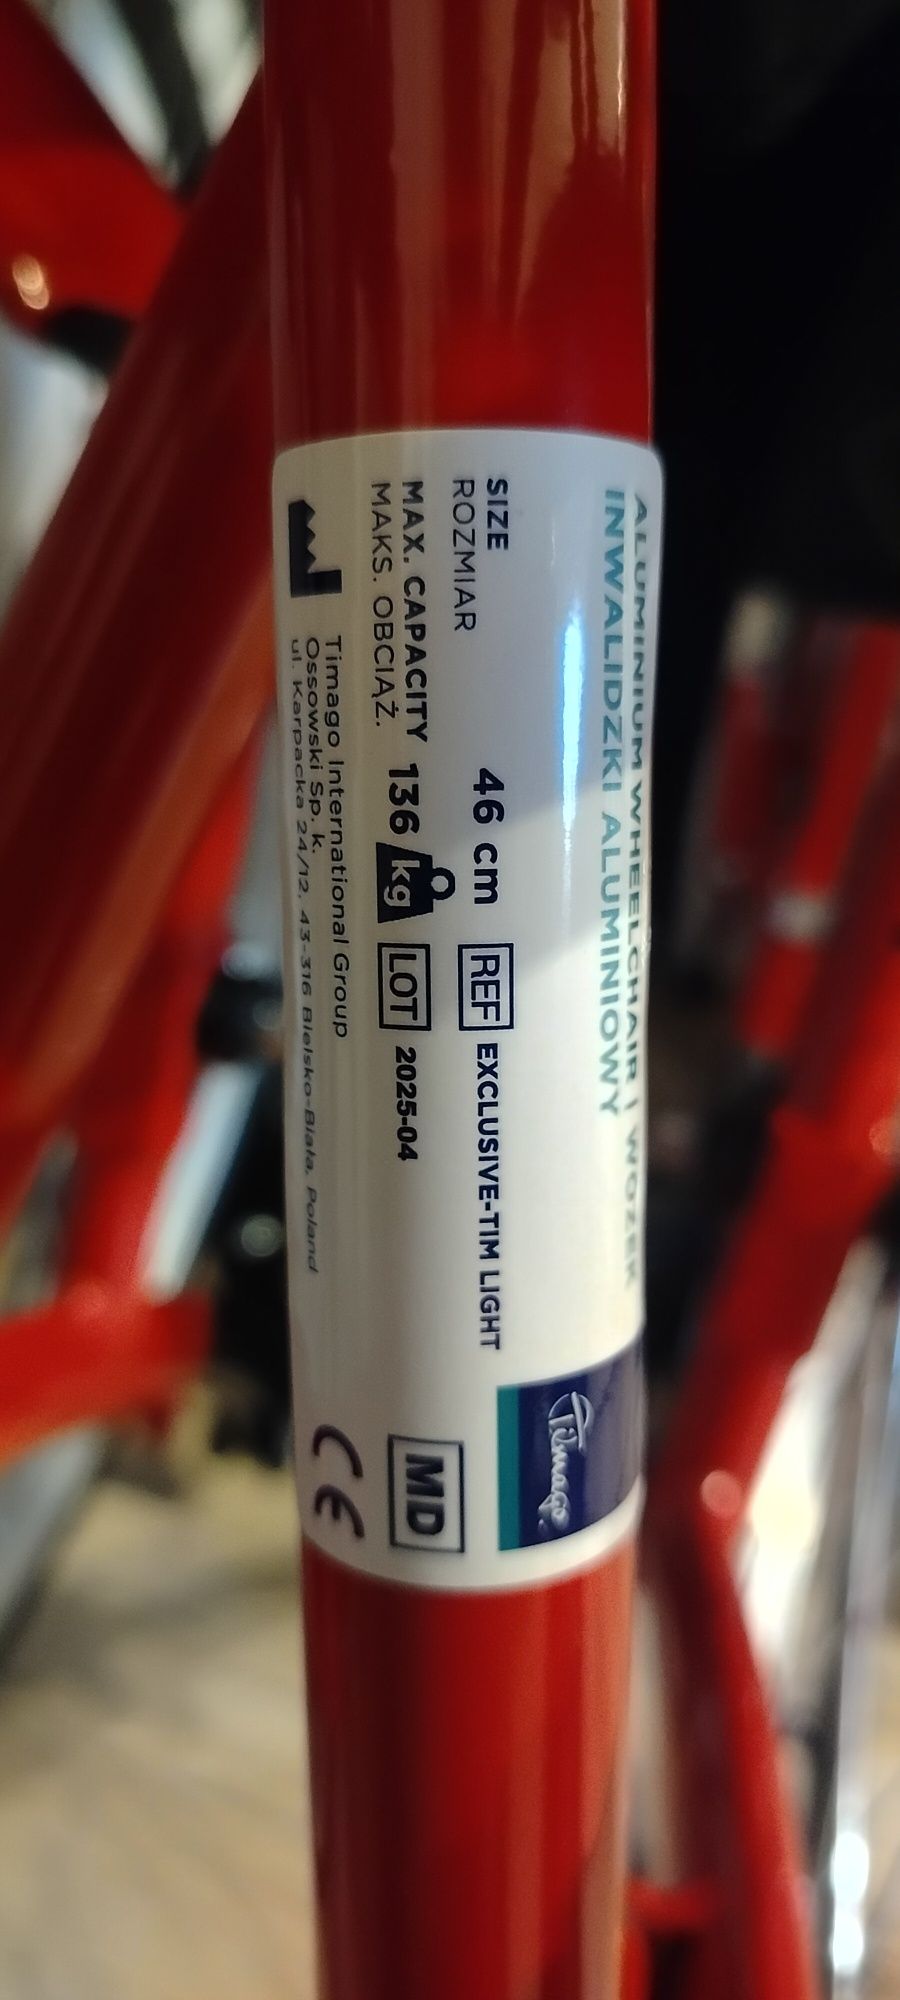 ALUMINIUM WHEELCHAIR | WÓZEK
INWALIDZKI ALUMINIOWY
SIZE 46 cm REF EXCLUSIVE-TIM LIGHT
ROZMIAR
MAX. CAPACITY 136 kg LOT 2025-04
MAKS. OBCIĄŻ.
Timago International Group
Ossowski Sp. k.
ul. Karpacka 24/12, 43-316 Bielsko-Biała, Poland
Timago
MD
CE